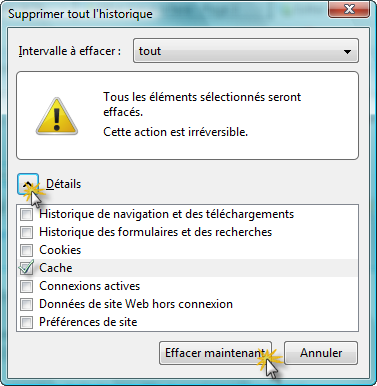 Supprimer tout l'historique
Intervalle à effacer : tout
Tous les éléments sélectionnés seront
effacés.
Cette action est irréversible.
Détails
Historique de navigation et des téléchargements
Historique des formulaires et des recherches
Cookies
Cache
Connexions actives
Données de site Web hors connexion
Préférences de site
Effacer maintenant Annuler